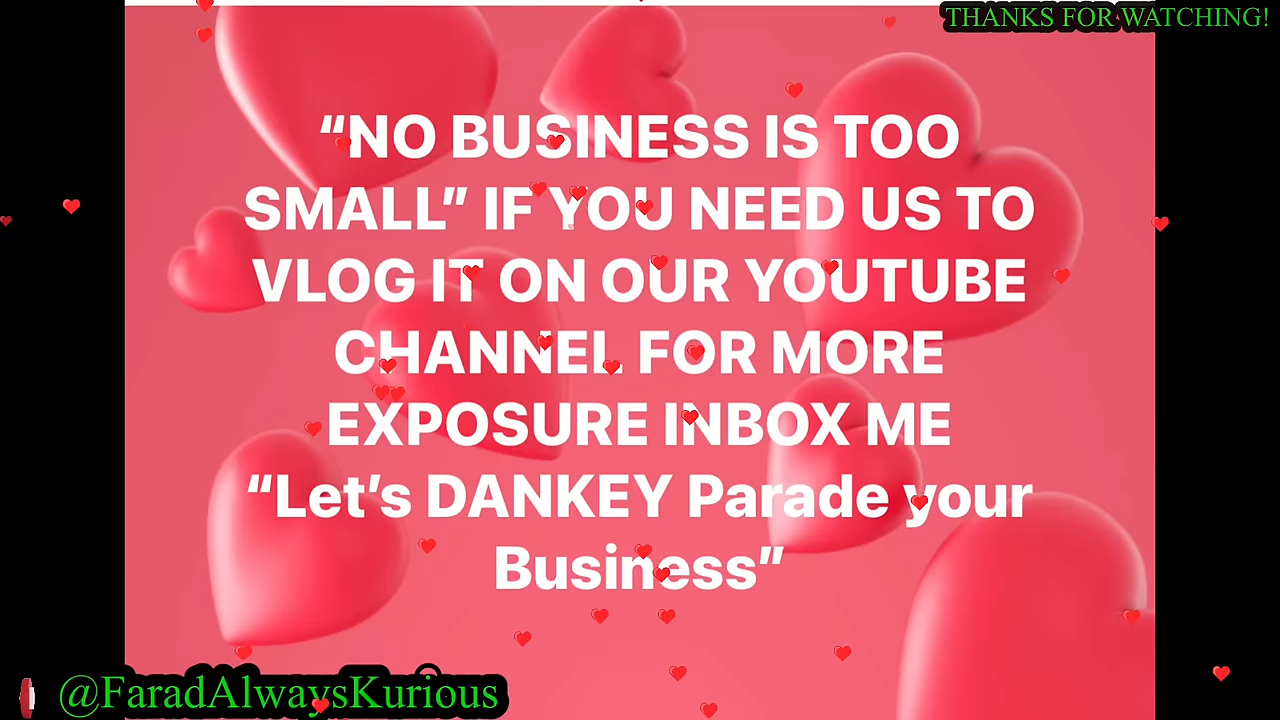 THANKS FOR WATCHING!
“NO BUSINESS IS TOO
SMALL” IF YOU NEED US TO
VLOG IT ON OUR YOUTUBE
CHANNEL FOR MORE
EXPOSURE INBOX ME
“Let’s DANKEY Parade your
Business”
@FaradAlwaysKurious